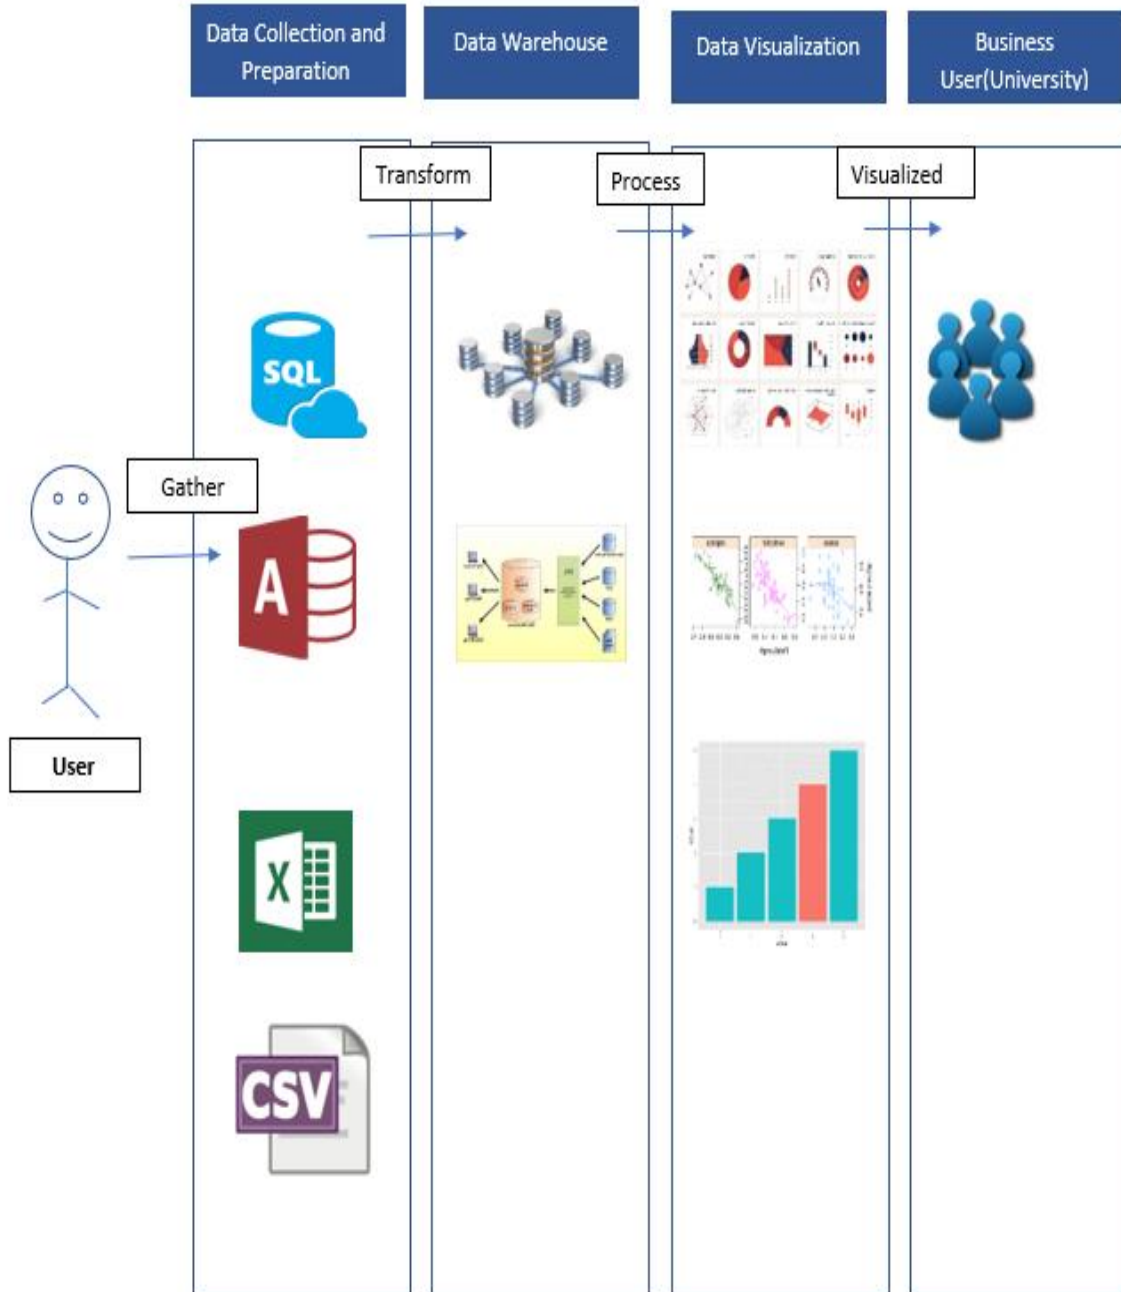 Data Collection and
Preparation
Data Warehouse
Data Visualization
Business
User(University)
Transform
Process
Visualized
SQL
Gather
A
User
X
CSV